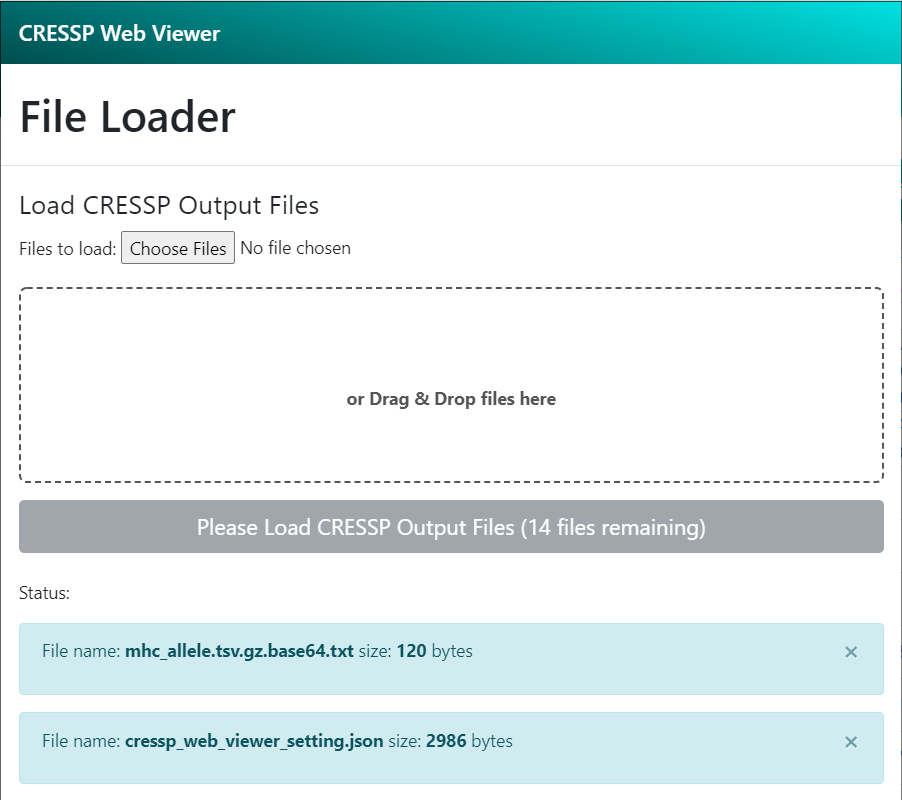 CRESSP Web Viewer
File Loader
Load CRESSP Output Files
Files to load: Choose Files No file chosen
or Drag & Drop files here
Please Load CRESSP Output Files (14 files remaining)
Status:
File name: mhc_allele.tsv.gz.base64.txt size: 120 bytes ×
File name: cressp_web_viewer_setting.json size: 2986 bytes ×